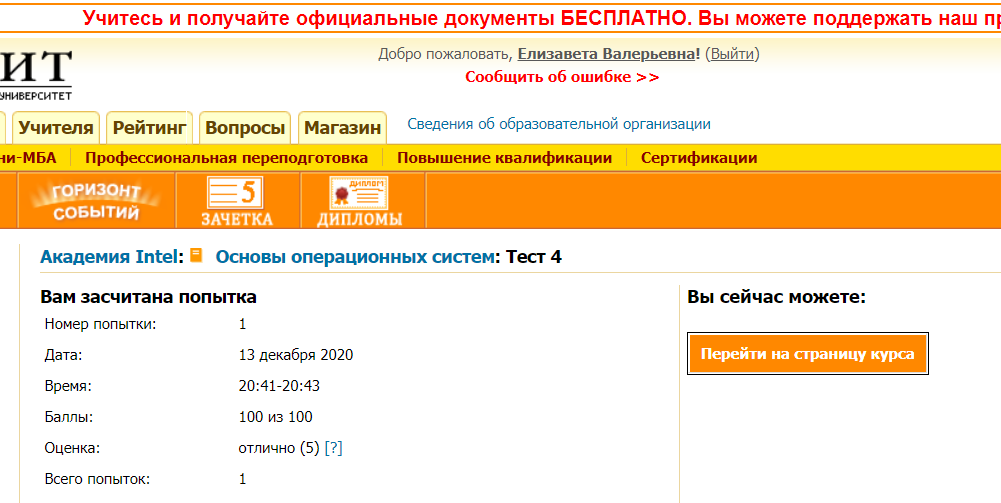 Учитесь и получайте официальные документы БЕСПЛАТНО. Вы можете поддержать наш пр
ИТ
УНИВЕРСИТЕТ
Добро пожаловать, Елизавета Валерьевна! (Выйти)
Сообщить об ошибке >>
Учителя Рейтинг Вопросы Магазин Сведения об образовательной организации
ни-МБА Профессиональная переподготовка Повышение квалификации Сертификации
ГОРИЗОНТ СОБЫТИЙ
5 ЗАЧЕТКА
ДИПЛОМ ДИПЛОМЫ
Академия Intel: Основы операционных систем: Тест 4
Вам засчитана попытка
Номер попытки: 1
Дата: 13 декабря 2020
Время: 20:41-20:43
Баллы: 100 из 100
Оценка: отлично (5) [?]
Всего попыток: 1
Вы сейчас можете:
Перейти на страницу курса